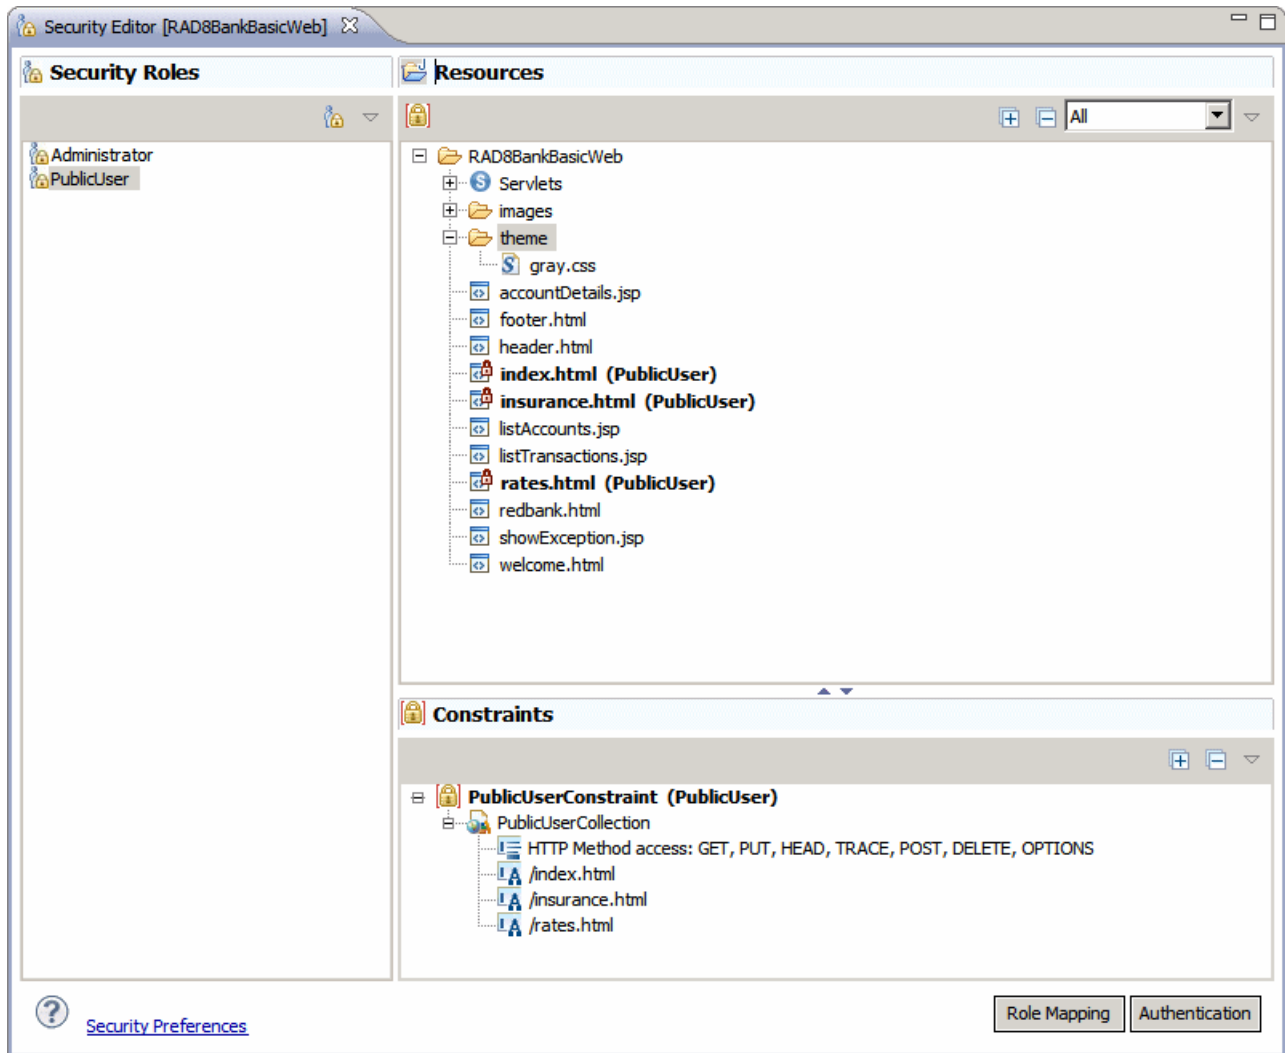 Security Editor [RAD8BankBasicWeb]
Security Roles
Administrator
PublicUser
Resources
All
RAD8BankBasicWeb
Servlets
images
theme
gray.css
accountDetails.jsp
footer.html
header.html
index.html (PublicUser)
insurance.html (PublicUser)
listAccounts.jsp
listTransactions.jsp
rates.html (PublicUser)
redbank.html
showException.jsp
welcome.html
Constraints
PublicUserConstraint (PublicUser)
PublicUserCollection
HTTP Method access: GET, PUT, HEAD, TRACE, POST, DELETE, OPTIONS
/index.html
/insurance.html
/rates.html
Security Preferences
Role Mapping
Authentication